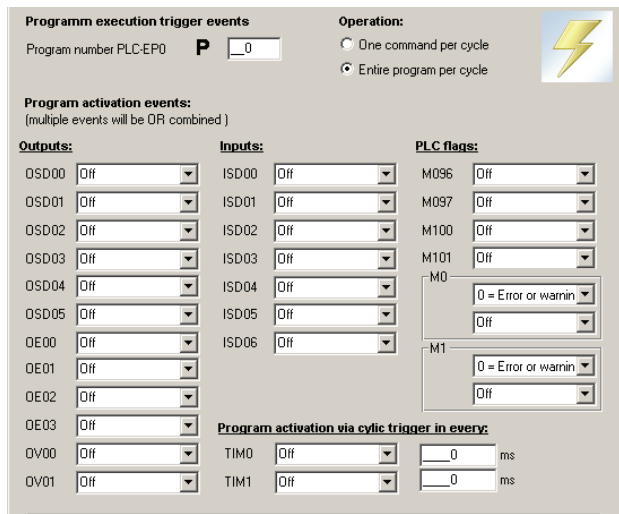 Programm execution trigger events
Program number PLC-EP0 P __0
Operation:
One command per cycle
Entire program per cycle
Program activation events:
(multiple events will be OR combined )
Outputs:
OSD00 Off
OSD01 Off
OSD02 Off
OSD03 Off
OSD04 Off
OSD05 Off
OE00 Off
OE01 Off
OE02 Off
OE03 Off
OV00 Off
OV01 Off
Inputs:
ISD00 Off
ISD01 Off
ISD02 Off
ISD03 Off
ISD04 Off
ISD05 Off
ISD06 Off
PLC flags:
M096 Off
M097 Off
M100 Off
M101 Off
M0
0 = Error or warnin
Off
M1
0 = Error or warnin
Off
Program activation via cylic trigger in every:
TIM0 Off ____0 ms
TIM1 Off ____0 ms